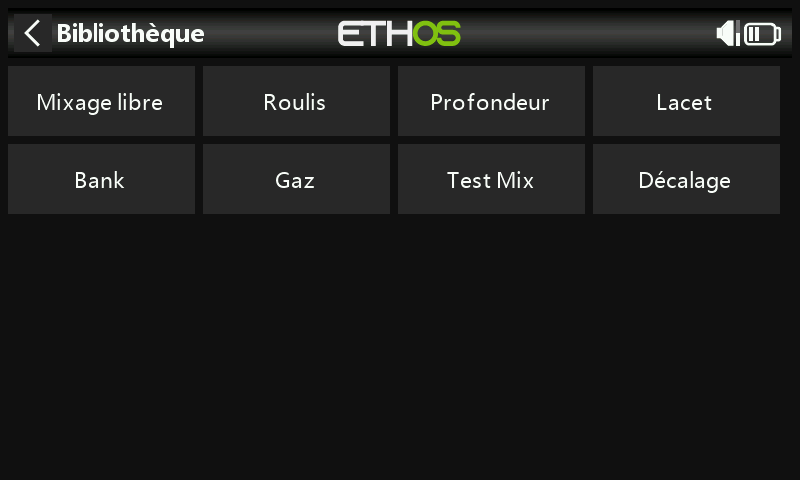 Bibliothèque
ETHOS
Mixage libre
Roulis
Profondeur
Lacet
Bank
Gaz
Test Mix
Décalage